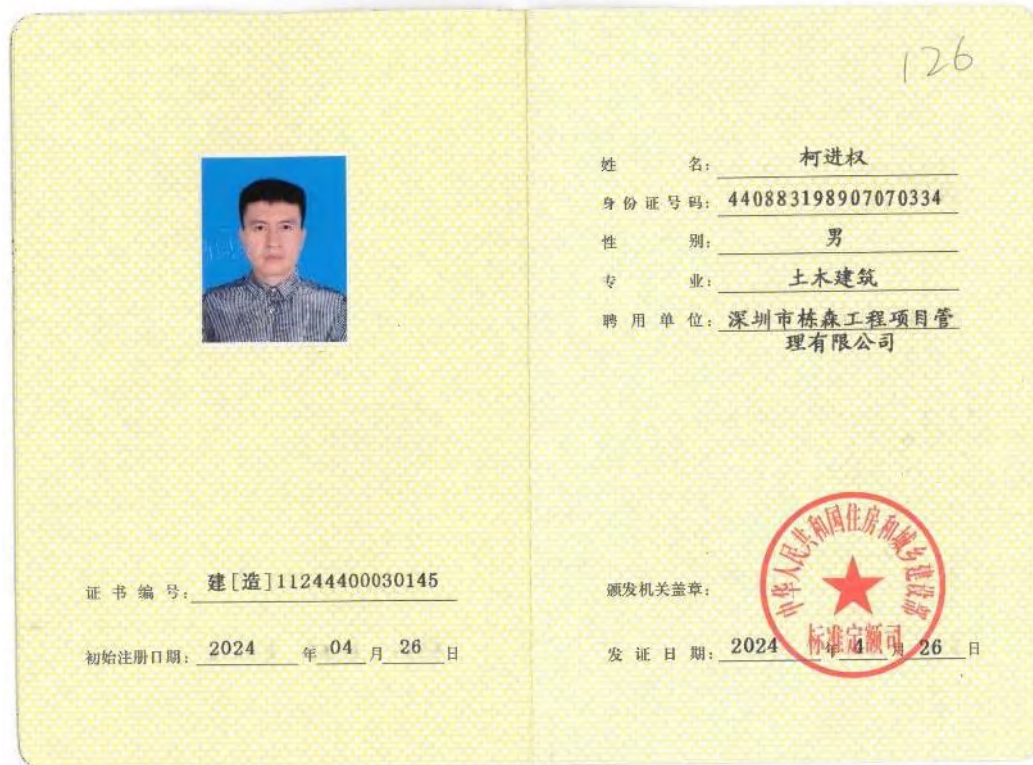 126
姓 名: 柯进权
身份证号码: 440883198907070334
性 别: 男
专 业: 土木建筑
聘用单位: 深圳市栋森工程项目管
理有限公司
证书编号: 建[造]11244400030145
初始注册日期: 2024 年 04 月 26 日
颁发机关盖章:
中华人民共和国住房和城乡建设部
标准定额司
发证日期: 2024 年 4 月 26 日